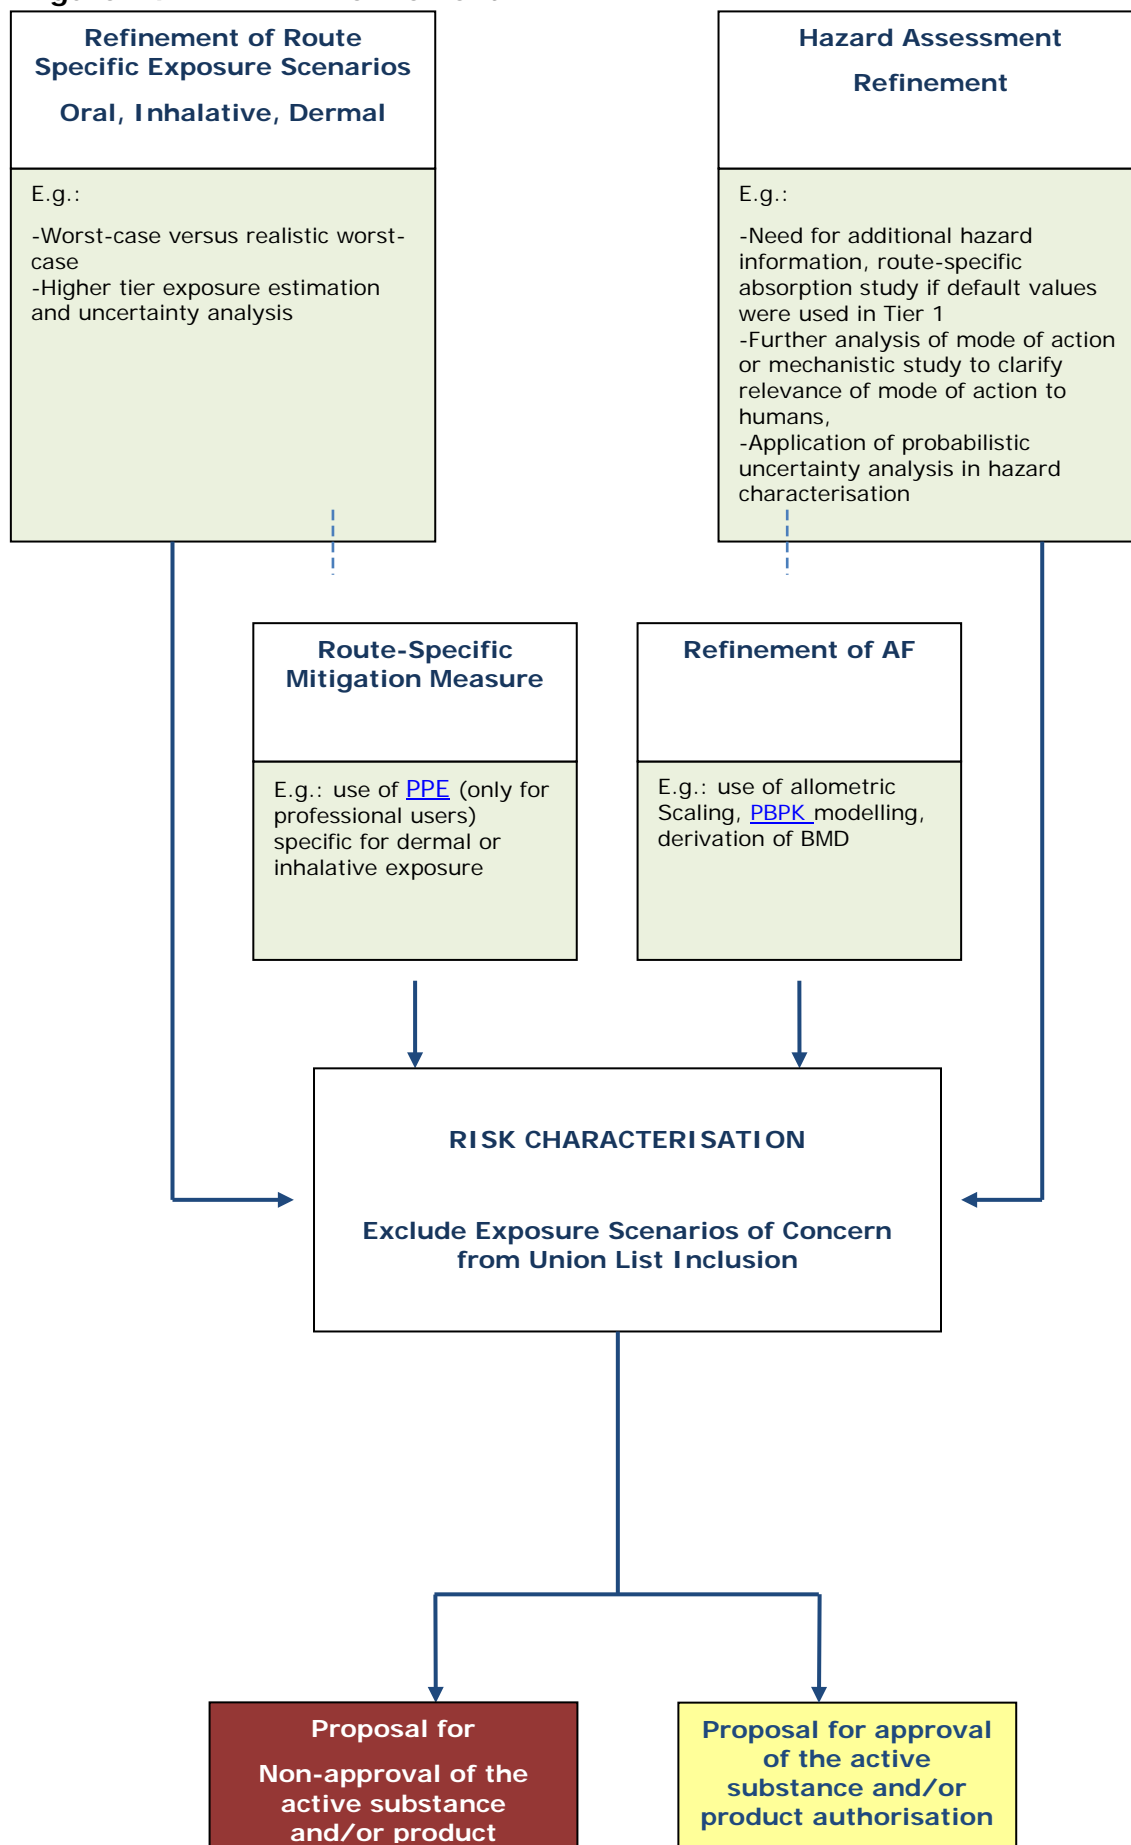 Refinement of Route
Specific Exposure Scenarios
Oral, Inhalative, Dermal
E.g.:
-Worst-case versus realistic worst-
case
-Higher tier exposure estimation
and uncertainty analysis
Hazard Assessment
Refinement
E.g.:
-Need for additional hazard
information, route-specific
absorption study if default values
were used in Tier 1
-Further analysis of mode of action
or mechanistic study to clarify
relevance of mode of action to
humans,
-Application of probabilistic
uncertainty analysis in hazard
characterisation
Route-Specific
Mitigation Measure
E.g.: use of PPE (only for
professional users)
specific for dermal or
inhalative exposure
Refinement of AF
E.g.: use of allometric
Scaling, PBPK modelling,
derivation of BMD
RISK CHARACTERISATION
Exclude Exposure Scenarios of Concern
from Union List Inclusion
Proposal for
Non-approval of the
active substance
and/or product
Proposal for approval
of the active
substance and/or
product authorisation